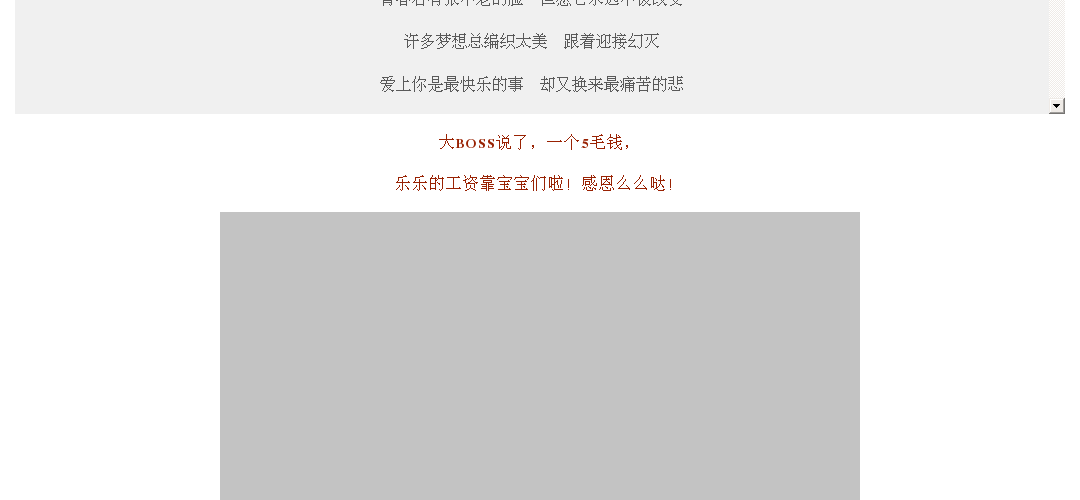 许多梦想总编织太美 跟着迎接幻灭
爱上你是最快乐的事 却又换来最痛苦的悲
大BOSS说了，一个5毛钱，
乐乐的工资靠宝宝们啦！感恩么么哒！